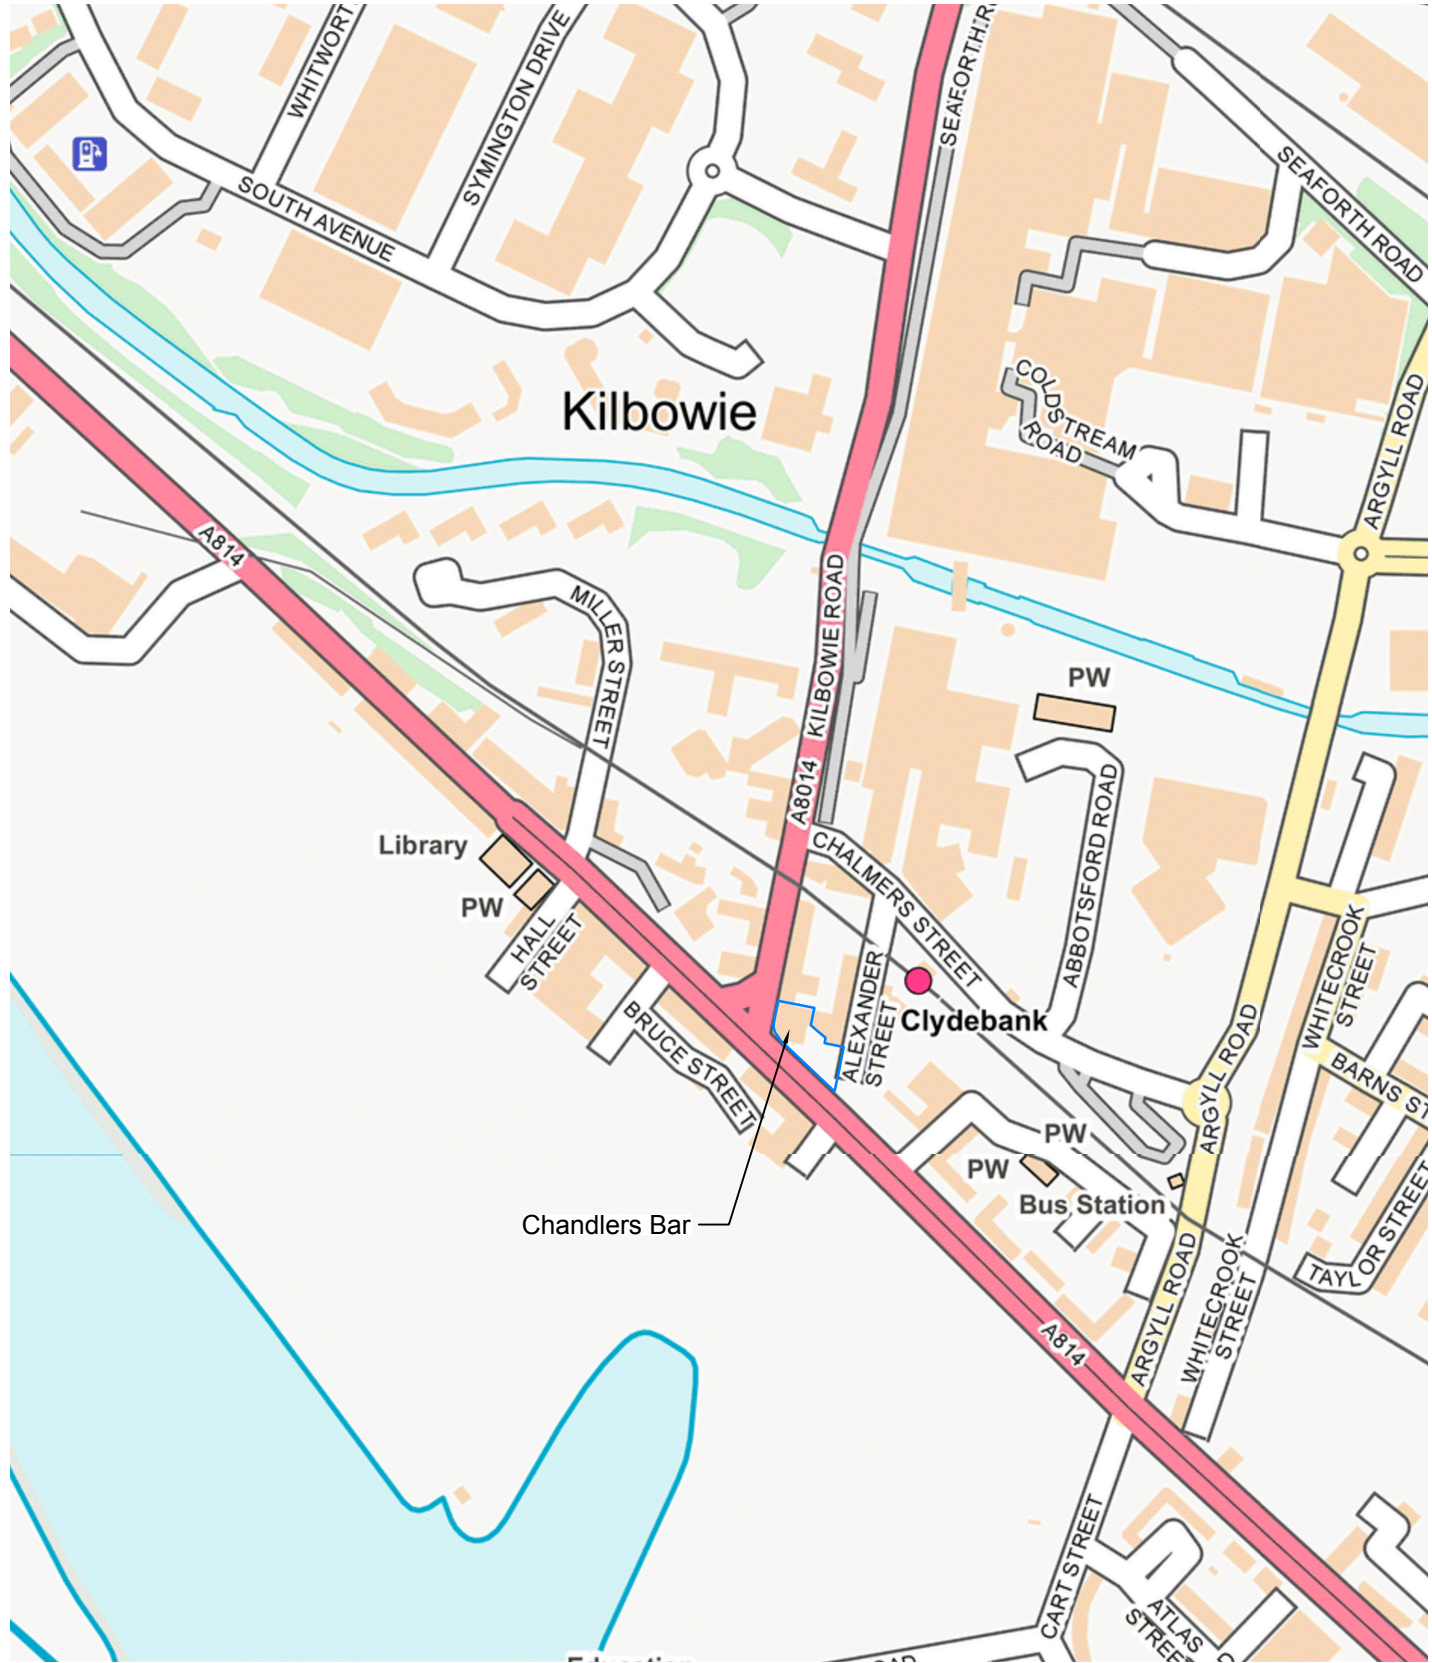 WHITWORT
SYMINGTON DRIVE
SEAFORTH R
SOUTH AVENUE
SEAFORTH ROAD
Kilbowie
COLDSTREAM
ROAD
ARGYLL ROAD
A814
MILLER STREET
KILBOWIE ROAD
A8014
PW
ABBOTSFORD ROAD
Library
PW
HALL
STREET
CHALMERS STREET
WHITECROOK
STREET
BRUCE STREET
ALEXANDER
STREET
Clydebank
ARGYLL ROAD
BARNS ST
PW
PW
Bus Station
Chandlers Bar
TAYLOR STREET
ARGYLL ROAD
WHITECROOK
STREET
A814
CART STREET
ATLAS
STREE
Education
OAD